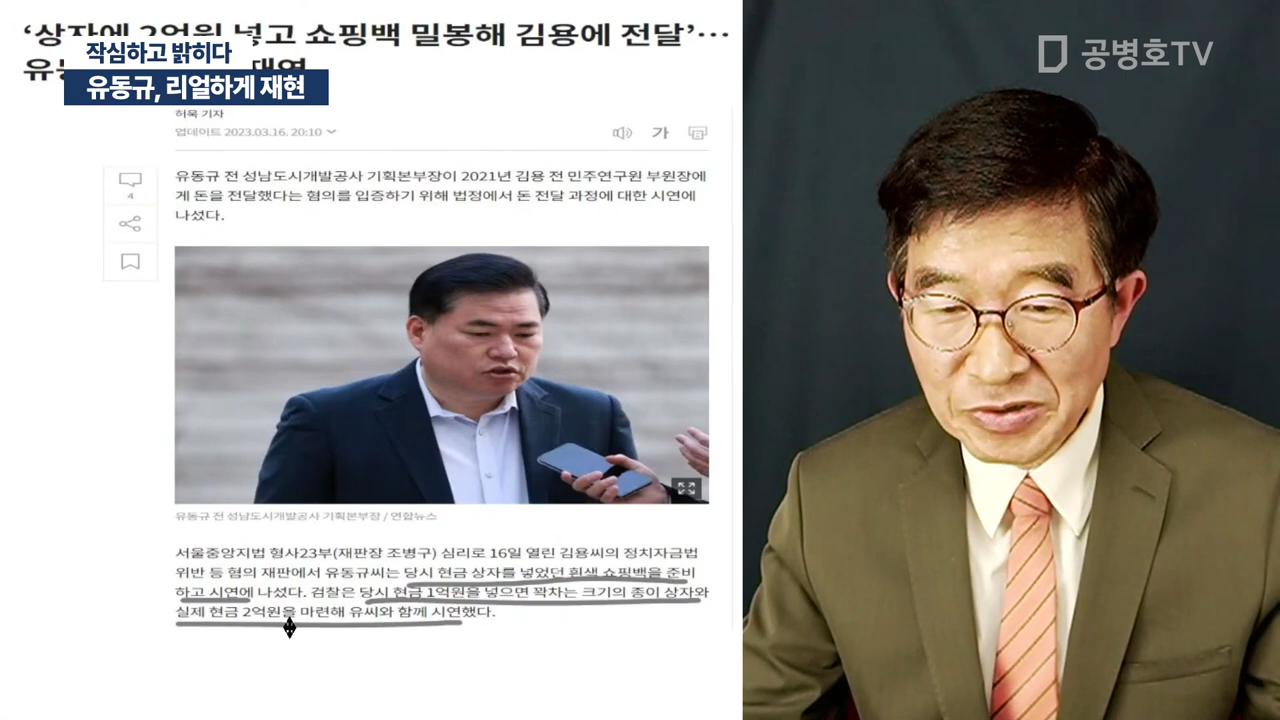 ‘상자에 2억원 넣고 쇼핑백 밀봉해 김용에 전달’…
작심하고 밝히다
유동규, 리얼하게 재현
공병호TV
허욱 기자
업데이트 2023.03.16. 20:10
가
4
유동규 전 성남도시개발공사 기획본부장이 2021년 김용 전 민주연구원 부원장에
게 돈을 전달했다는 혐의를 입증하기 위해 법정에서 돈 전달 과정에 대한 시연에
나섰다.
유동규 전 성남도시개발공사 기획본부장 / 연합뉴스
서울중앙지법 형사23부(재판장 조병구) 심리로 16일 열린 김용씨의 정치자금법
위반 등 혐의 재판에서 유동규씨는 당시 현금 상자를 넣었던 흰색 쇼핑백을 준비
하고 시연에 나섰다. 검찰은 당시 현금 1억원을 넣으면 꽉차는 크기의 종이 상자와
실제 현금 2억원을 마련해 유씨와 함께 시연했다.